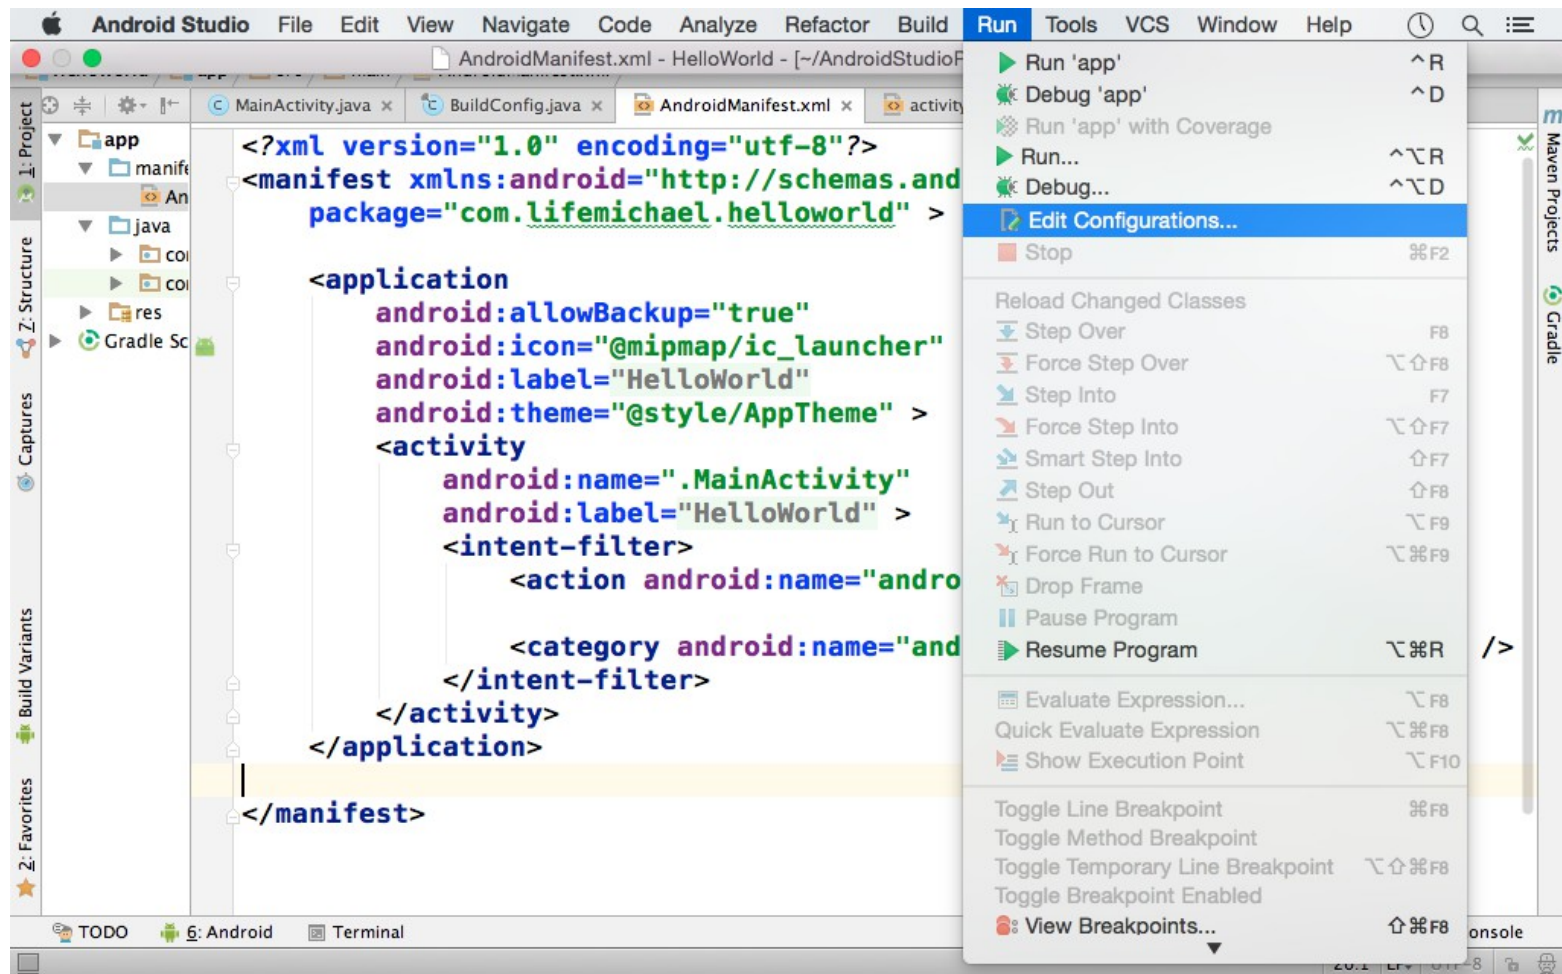 Android Studio File Edit View Navigate Code Analyze Refactor Build Run Tools VCS Window Help
AndroidManifest.xml - HelloWorld - [~/AndroidStudioP
MainActivity.java × BuildConfig.java × AndroidManifest.xml × activity
1: Project
Z: Structure
Captures
Build Variants
2: Favorites
app
manife
An
java
co
co
res
Gradle Sc
<?xml version="1.0" encoding="utf-8"?>
<manifest xmlns:android="http://schemas.and
package="com.lifemichael.helloworld" >
<application
android:allowBackup="true"
android:icon="@mipmap/ic_launcher"
android:label="HelloWorld"
android:theme="@style/AppTheme" >
<activity
android:name=".MainActivity"
android:label="HelloWorld" >
<intent-filter>
<action android:name="andro
<category android:name="and />
</intent-filter>
</activity>
</application>
</manifest>
Run 'app' ^R
Debug 'app' ^D
Run 'app' with Coverage
Run... ^⌥R
Debug... ^⌥D
Edit Configurations...
Stop ⌘F2
Reload Changed Classes
Step Over F8
Force Step Over ⌥⇧F8
Step Into F7
Force Step Into ⌥⇧F7
Smart Step Into ⇧F7
Step Out ⇧F8
Run to Cursor ⌥F9
Force Run to Cursor ⌥⌘F9
Drop Frame
Pause Program
Resume Program ⌥⌘R
Evaluate Expression... ⌥F8
Quick Evaluate Expression ⌥⌘F8
Show Execution Point ⌥F10
Toggle Line Breakpoint ⌘F8
Toggle Method Breakpoint
Toggle Temporary Line Breakpoint ⌥⇧⌘F8
Toggle Breakpoint Enabled
View Breakpoints... ⇧⌘F8
m
Maven Projects
Gradle
TODO 6: Android Terminal onsole